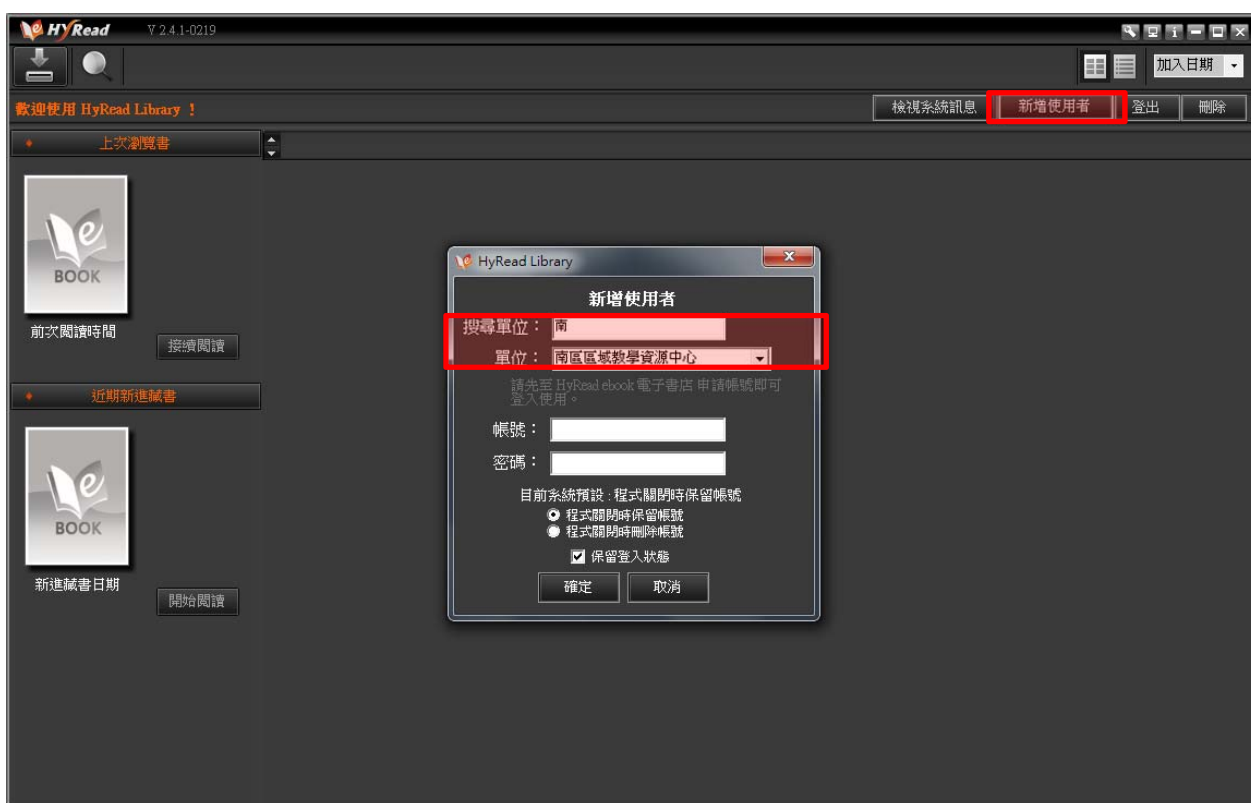 HyRead V 2.4.1-0219
加入日期
歡迎使用 HyRead Library ！
檢視系統訊息 新增使用者 登出 刪除
上次瀏覽書
e
BOOK
前次閱讀時間
接續閱讀
近期新進藏書
e
BOOK
新進藏書日期
開始閱讀
HyRead Library
新增使用者
搜尋單位： 南
單位： 南區區域教學資源中心
請先至 HyRead ebook 電子書店 申請帳號即可
登入使用。
帳號：
密碼：
目前系統預設 : 程式關閉時保留帳號
程式關閉時保留帳號
程式關閉時刪除帳號
保留登入狀態
確定 取消